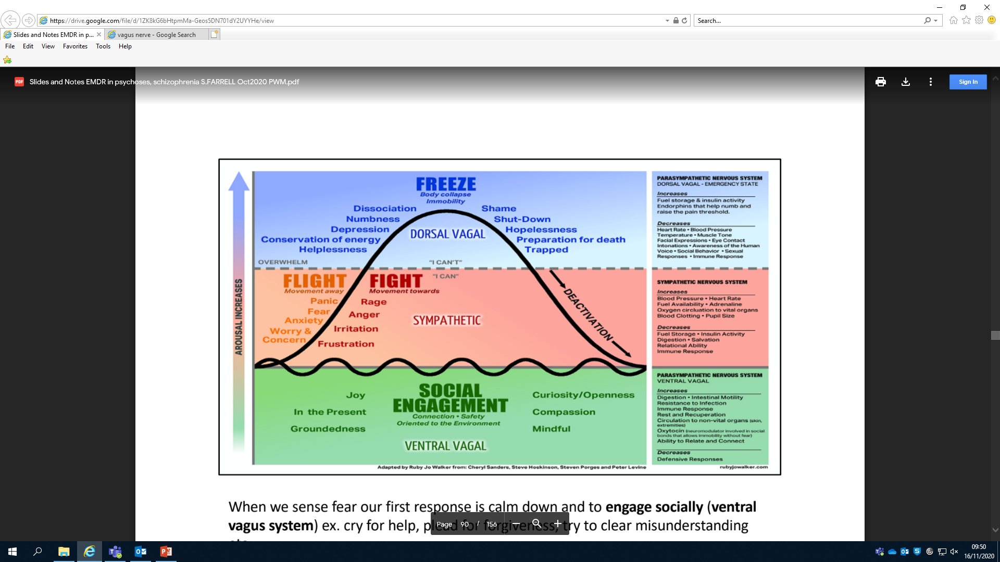 https://drive.google.com/file/d/1ZK8kG6bHtpmMa-Geos5DN701dY2UYYHe/view
Search...
Slides and Notes EMDR in p...
vagus nerve - Google Search
File Edit View Favorites Tools Help
PDF
Slides and Notes EMDR in psychoses, schizophrenia S.FARRELL Oct2020 PWM.pdf
Sign In
AROUSAL INCREASES
FREEZE
Body collapse
Immobility
Dissociation
Numbness
Depression
Conservation of energy
Helplessness
Shame
Shut-Down
Hopelessness
Preparation for death
Trapped
DORSAL VAGAL
OVERWHELM
"I CAN'T"
"I CAN"
FLIGHT
Movement away
Panic
Fear
Anxiety
Worry &
Concern
FIGHT
Movement towards
Rage
Anger
Irritation
Frustration
SYMPATHETIC
DEACTIVATION
SOCIAL
ENGAGEMENT
Connection • Safety
Oriented to the Environment
Joy
In the Present
Groundedness
Curiosity/Openness
Compassion
Mindful
VENTRAL VAGAL
PARASYMPATHETIC NERVOUS SYSTEM
DORSAL VAGAL - EMERGENCY STATE
Increases
Fuel storage & insulin activity
Endorphins that help numb and
raise the pain threshold.
Decreases
Heart Rate • Blood Pressure
Temperature • Muscle Tone
Facial Expressions • Eye Contact
Intonations • Awareness of the Human
Voice • Social Behavior • Sexual
Responses • Immune Response
SYMPATHETIC NERVOUS SYSTEM
Increases
Blood Pressure • Heart Rate
Fuel Availability • Adrenaline
Oxygen circluation to vital organs
Blood Clotting • Pupil Size
Decreases
Fuel Storage • Insulin Activity
Digestion • Salvation
Relational Ability
Immune Response
PARASYMPATHETIC NERVOUS SYSTEM
VENTRAL VAGAL
Increases
Digestion • Intestinal Motility
Resistance to Infection
Immune Response
Rest and Recuperation
Circulation to non-vital organs (skin,
extremities)
Oxytocin (neuromodulator involved in social
bonds that allows immobility without fear)
Ability to Relate and Connect
Decreases
Defensive Responses
Adapted by Ruby Jo Walker from: Cheryl Sanders, Steve Hoskinson, Steven Porges and Peter Levine
rubyjowalker.com
When we sense fear our first response is calm down and to engage socially (ventral
vagus system) ex. cry for help, plead for forgiveness, try to clear misunderstanding
Page 90 / 156
09:50
16/11/2020